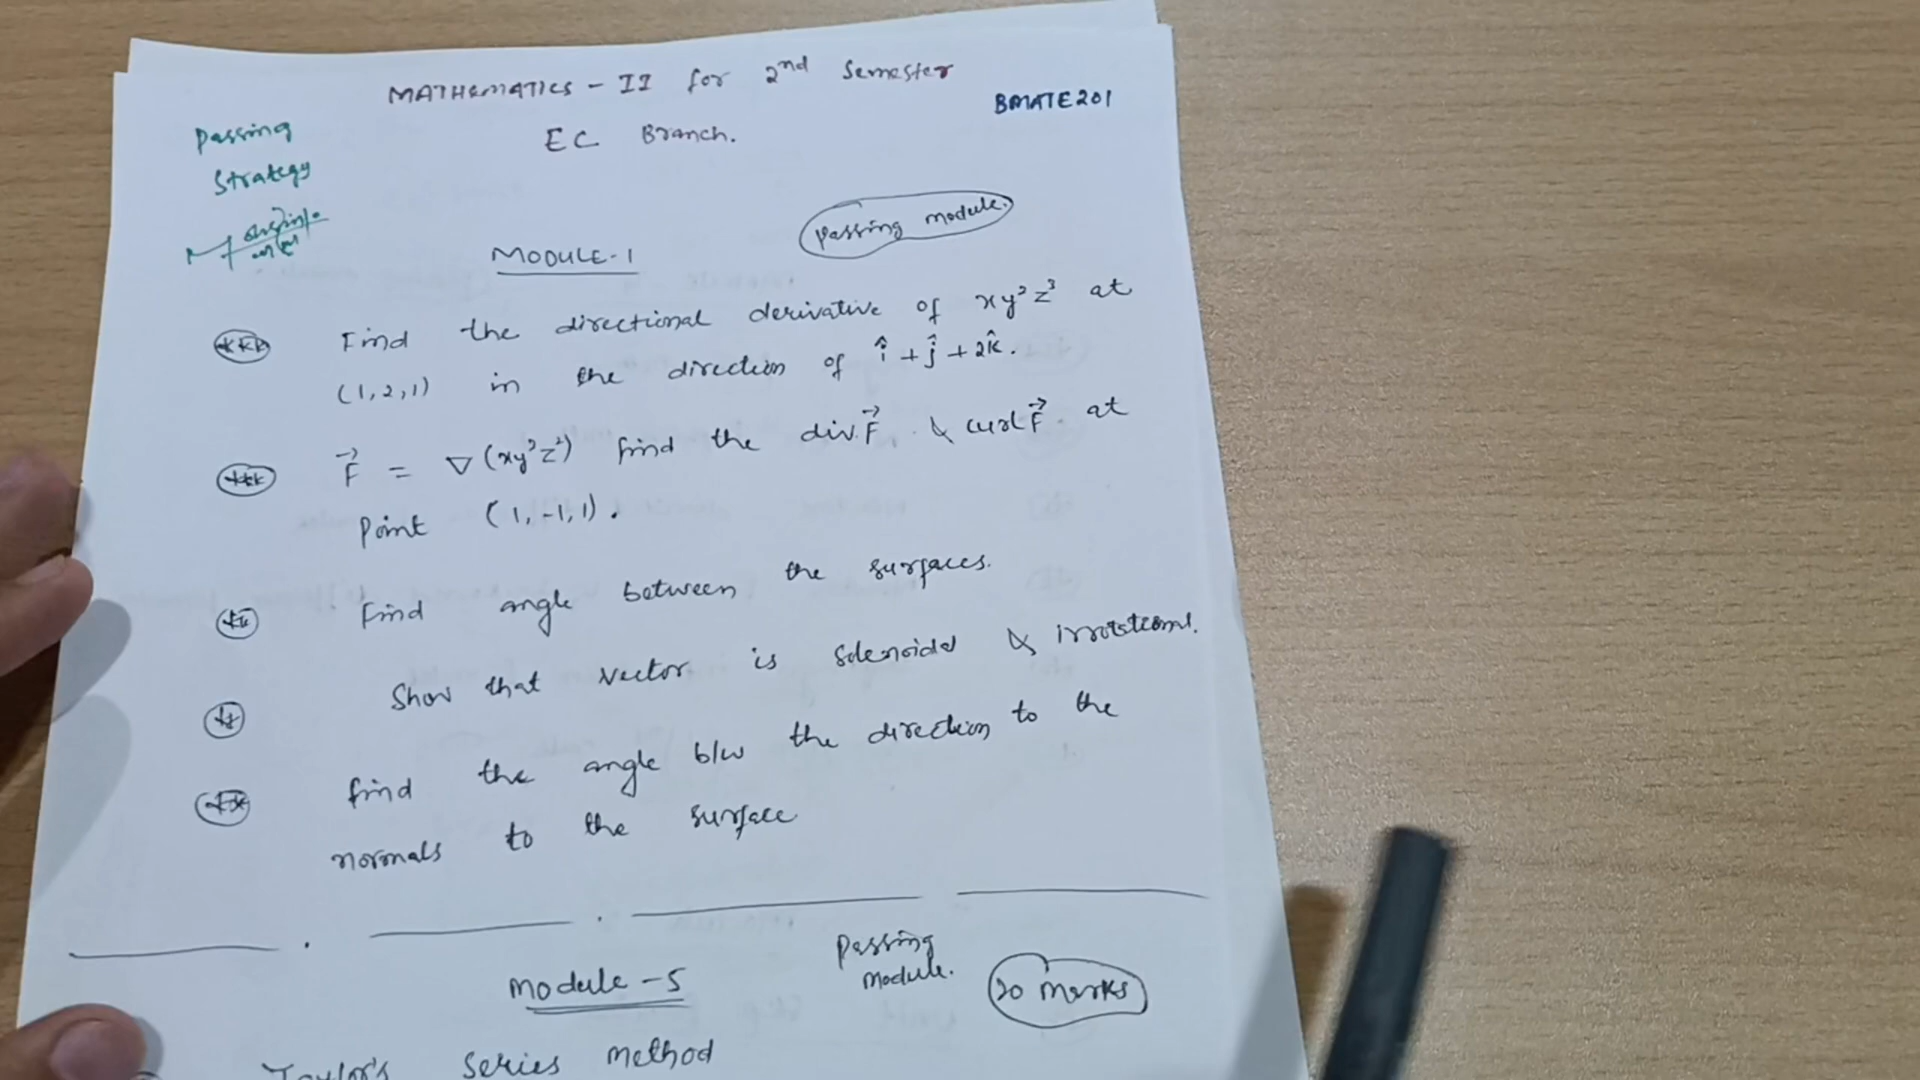 MATHEMATICS - II for 2nd Semester
BMATE201
EC Branch.
Passing
Strategy
Passing module.
MODULE-1
*** Find the directional derivative of xy²z³ at
(1,2,1) in the direction of î + ĵ + 2k̂.
*** F⃗ = ∇(xy³z²) find the div.F⃗ & curl F⃗ at
Point (1,-1,1).
Find angle between the surfaces.
Show that Vector is Solenoidal & irrotational.
find the angle b/w the direction to the
normals to the surface
Module - 5
Passing
module.
20 marks
Taylor's Series Method